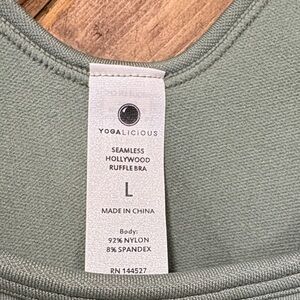 YOGALICIOUS
SEAMLESS
HOLLYWOOD
RUFFLE BRA
L
MADE IN CHINA
Body:
92% NYLON
8% SPANDEX
RN 144527